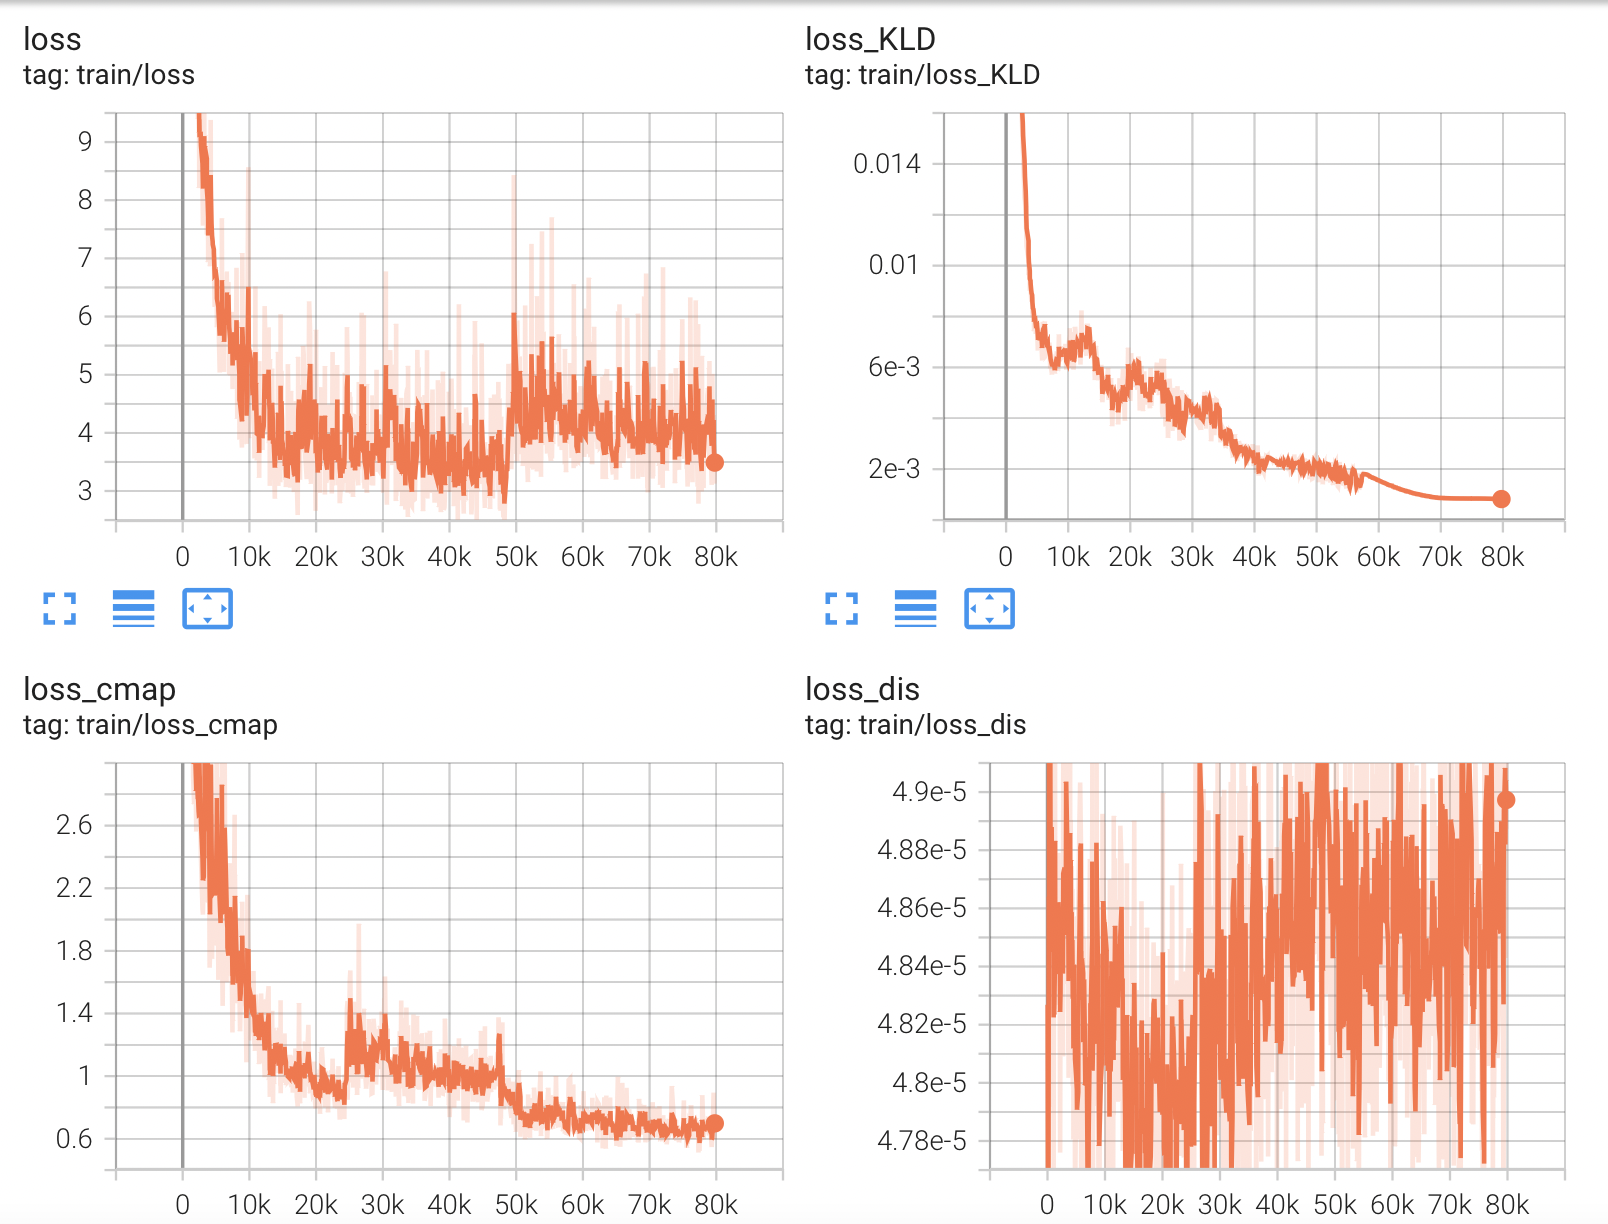 loss
tag: train/loss
9
8
7
6
5
4
3
0 10k 20k 30k 40k 50k 60k 70k 80k
loss_KLD
tag: train/loss_KLD
0.014
0.01
6e-3
2e-3
0 10k 20k 30k 40k 50k 60k 70k 80k
loss_cmap
tag: train/loss_cmap
2.6
2.2
1.8
1.4
1
0.6
0 10k 20k 30k 40k 50k 60k 70k 80k
loss_dis
tag: train/loss_dis
4.9e-5
4.88e-5
4.86e-5
4.84e-5
4.82e-5
4.8e-5
4.78e-5
0 10k 20k 30k 40k 50k 60k 70k 80k